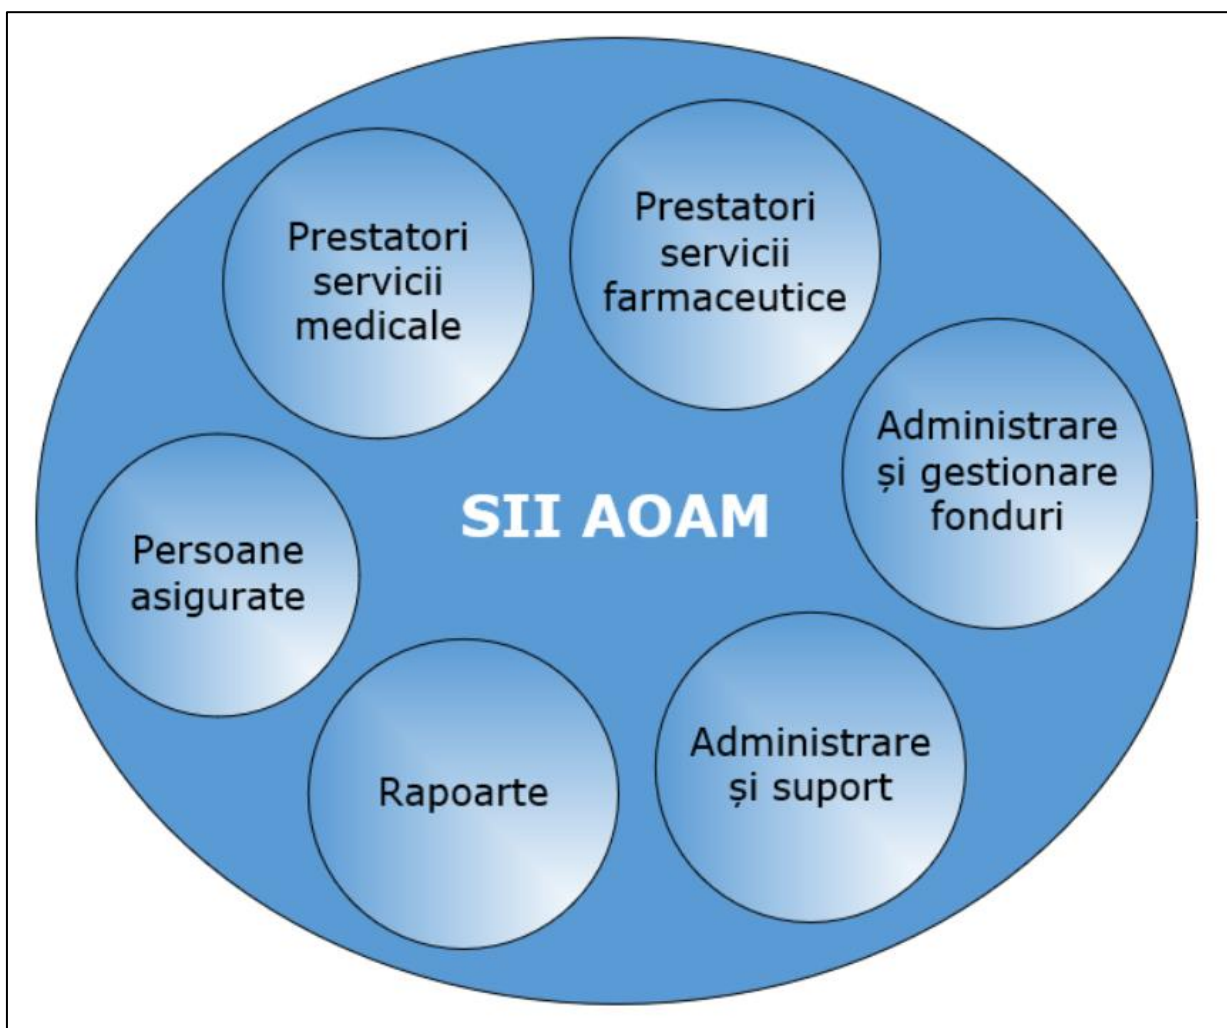 Prestatori
servicii
medicale
Prestatori
servicii
farmaceutice
Administrare
și gestionare
fonduri
SII AOAM
Persoane
asigurate
Rapoarte
Administrare
și suport